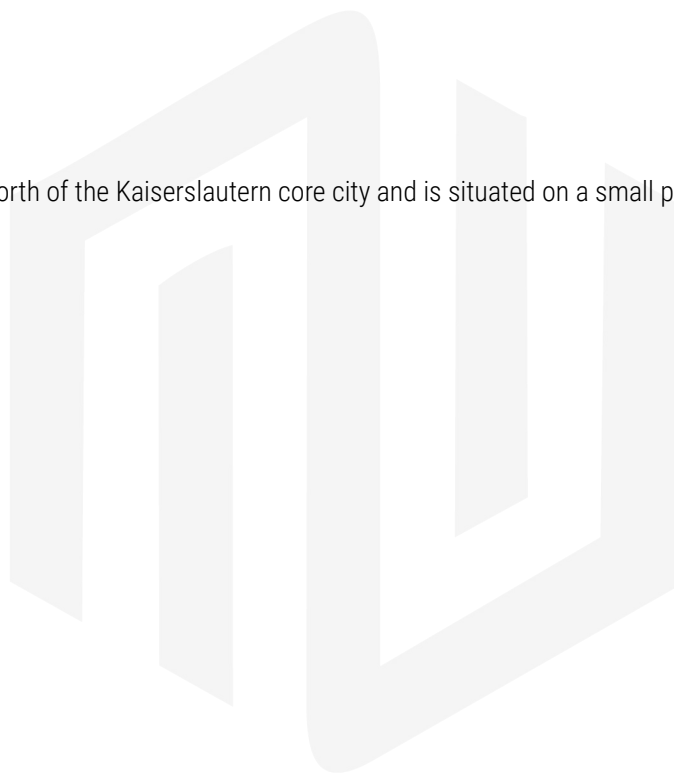 orth of the Kaiserslautern core city and is situated on a small p